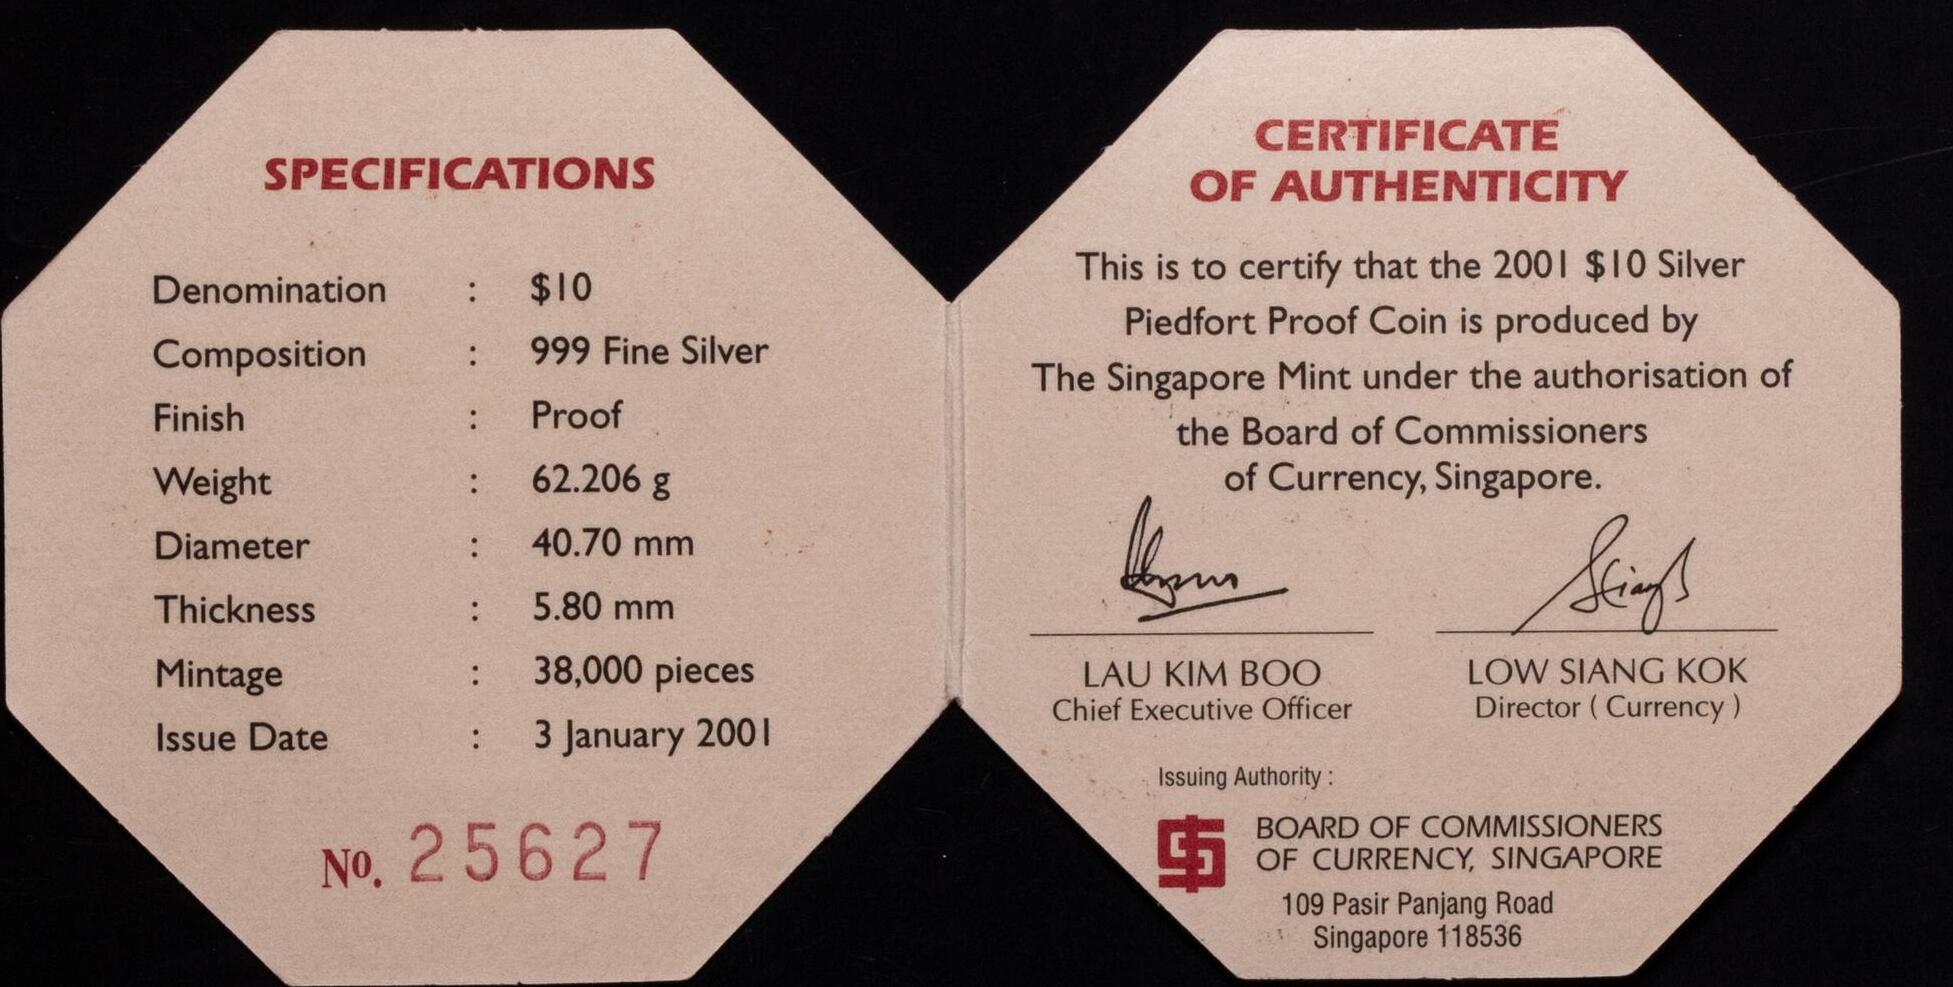 SPECIFICATIONS
Denomination : $10
Composition : 999 Fine Silver
Finish : Proof
Weight : 62.206 g
Diameter : 40.70 mm
Thickness : 5.80 mm
Mintage : 38,000 pieces
Issue Date : 3 January 2001
No. 25627
CERTIFICATE
OF AUTHENTICITY
This is to certify that the 2001 $10 Silver
Piedfort Proof Coin is produced by
The Singapore Mint under the authorisation of
the Board of Commissioners
of Currency, Singapore.
LAU KIM BOO
Chief Executive Officer
LOW SIANG KOK
Director ( Currency )
Issuing Authority :
BOARD OF COMMISSIONERS
OF CURRENCY, SINGAPORE
109 Pasir Panjang Road
Singapore 118536